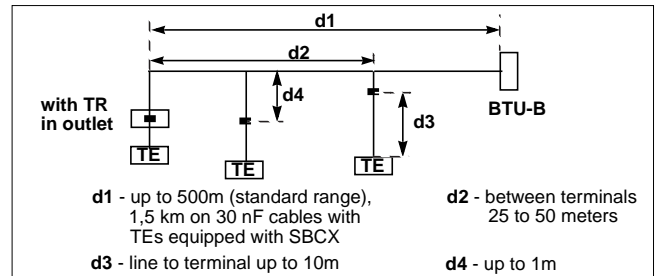 d1
d2
d4
with TR
in outlet
BTU-B
d3
TE
TE
TE
d1 - up to 500m (standard range),
1,5 km on 30 nF cables with
TEs equipped with SBCX
d2 - between terminals
25 to 50 meters
d3 - line to terminal up to 10m
d4 - up to 1m